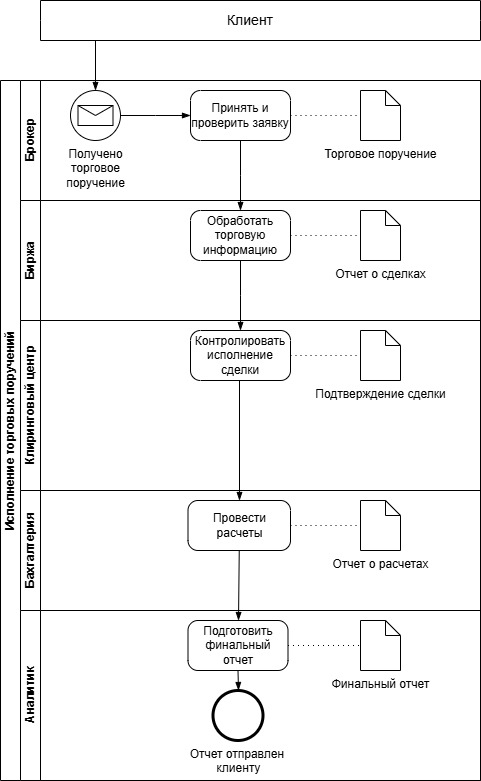 Клиент
Исполнение торговых поручений
Брокер
Получено
торговое
поручение
Принять и
проверить заявку
Торговое поручение
Биржа
Обработать
торговую
информацию
Отчет о сделках
Клиринговый центр
Контролировать
исполнение
сделки
Подтверждение сделки
Бахгалтерия
Провести
расчеты
Отчет о расчетах
Аналитик
Подготовить
финальный
отчет
Финальный отчет
Отчет отправлен
клиенту